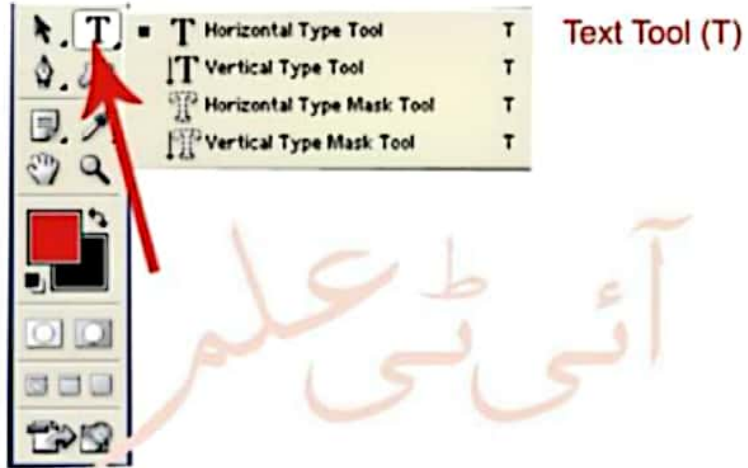 T Horizontal Type Tool T
T Vertical Type Tool T
T Horizontal Type Mask Tool T
T Vertical Type Mask Tool T
Text Tool (T)
T
آئی ٹی علم